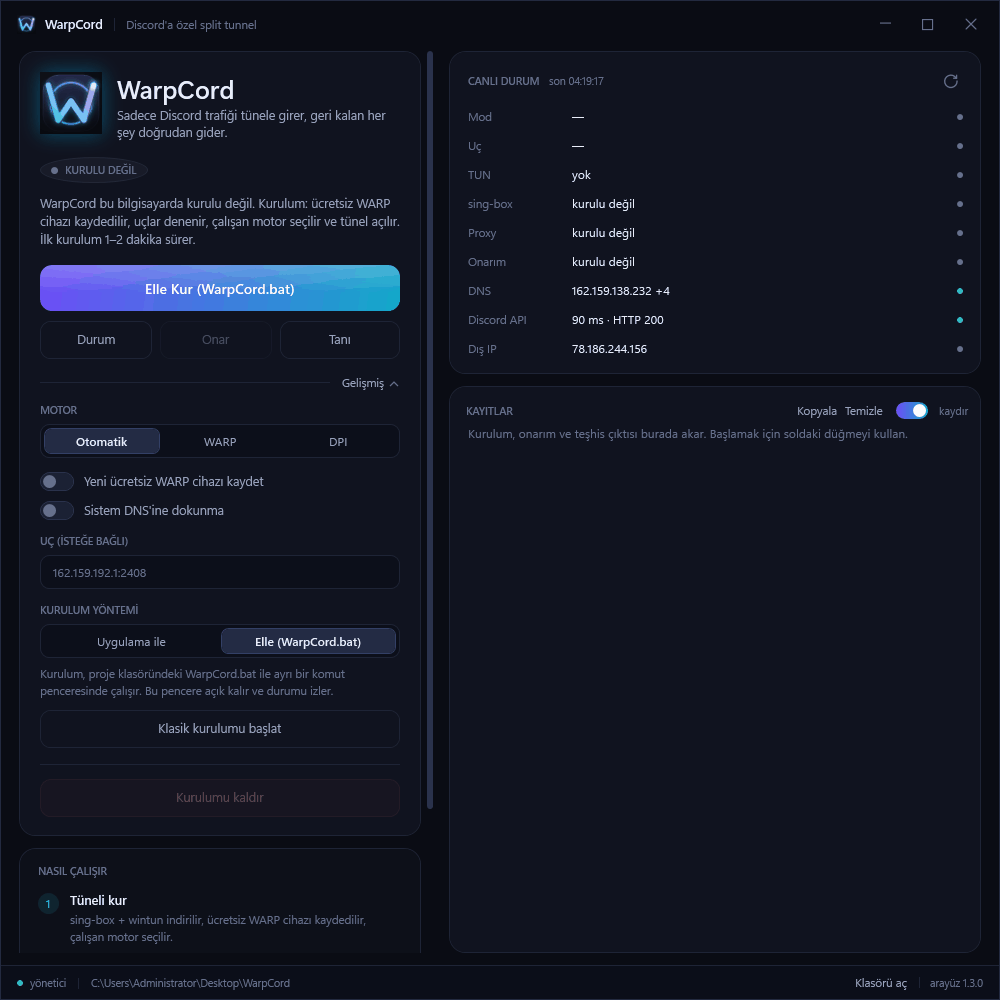 WarpCord
Discord'a özel split tunnel
WarpCord
Sadece Discord trafiği tünele girer, geri kalan her
şey doğrudan gider.
KURULU DEĞİL
WarpCord bu bilgisayarda kurulu değil. Kurulum: ücretsiz WARP
cihazı kaydedilir, uçlar denenir, çalışan motor seçilir ve tünel açılır.
İlk kurulum 1–2 dakika sürer.
Elle Kur (WarpCord.bat)
Durum
Onar
Tanı
Gelişmiş
MOTOR
Otomatik
WARP
DPI
Yeni ücretsiz WARP cihazı kaydet
Sistem DNS'ine dokunma
UÇ (İSTEĞE BAĞLI)
162.159.192.1:2408
KURULUM YÖNTEMİ
Uygulama ile
Elle (WarpCord.bat)
Kurulum, proje klasöründeki WarpCord.bat ile ayrı bir komut
penceresinde çalışır. Bu pencere açık kalır ve durumu izler.
Klasik kurulumu başlat
Kurulumu kaldır
NASIL ÇALIŞIR
1
Tüneli kur
sing-box + wintun indirilir, ücretsiz WARP cihazı kaydedilir,
çalışan motor seçilir.
CANLI DURUM son 04:19:17
Mod —
Uç —
TUN yok
sing-box kurulu değil
Proxy kurulu değil
Onarım kurulu değil
DNS 162.159.138.232 +4
Discord API 90 ms · HTTP 200
Dış IP 78.186.244.156
KAYITLAR
Kopyala Temizle kaydır
Kurulum, onarım ve teşhis çıktısı burada akar. Başlamak için soldaki düğmeyi kullan.
yönetici
C:\Users\Administrator\Desktop\WarpCord
Klasörü aç
arayüz 1.3.0